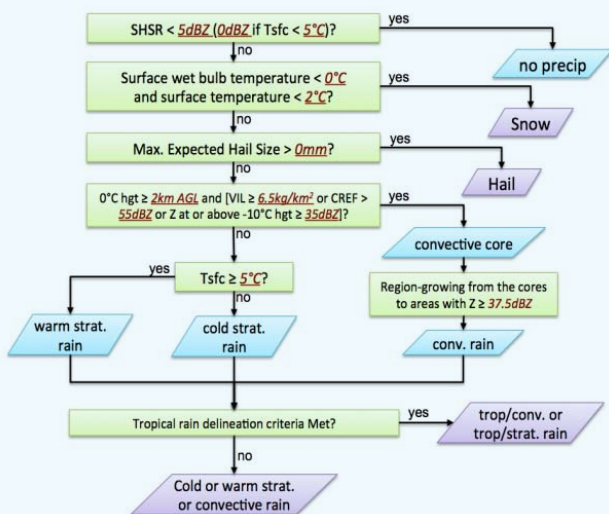 SHSR < 5dBZ (0dBZ if Tsfc < 5°C)?
yes
no
no precip
Surface wet bulb temperature < 0°C
and surface temperature < 2°C?
yes
no
Snow
Max. Expected Hail Size > 0mm?
yes
no
Hail
0°C hgt ≥ 2km AGL and [VIL ≥ 6.5kg/km² or CREF >
55dBZ or Z at or above -10°C hgt ≥ 35dBZ]?
yes
no
convective core
yes
Tsfc ≥ 5°C?
no
Region-growing from the cores
to areas with Z ≥ 37.5dBZ
warm strat.
rain
cold strat.
rain
conv. rain
Tropical rain delineation criteria Met?
yes
no
trop/conv. or
trop/strat. rain
Cold or warm strat.
or convective rain